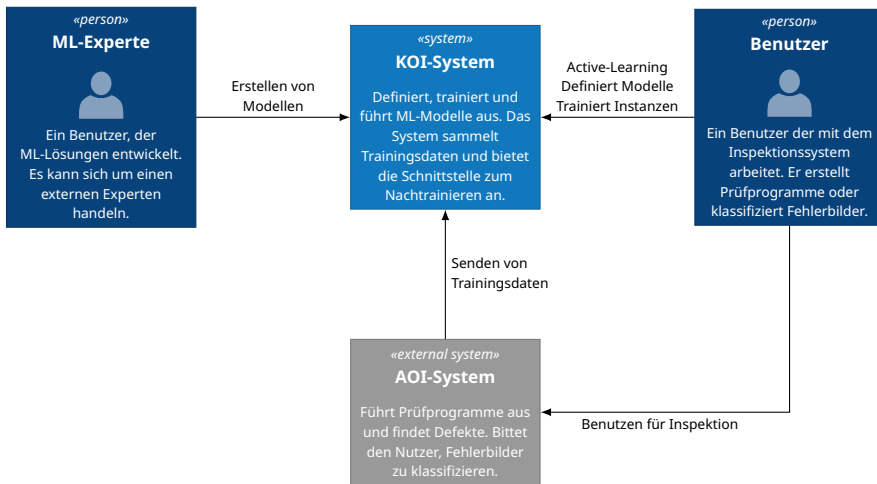 «person»
ML-Experte
Ein Benutzer, der
ML-Lösungen entwickelt.
Es kann sich um einen
externen Experten
handeln.
Erstellen von
Modellen
«system»
KOI-System
Definiert, trainiert und
führt ML-Modelle aus. Das
System sammelt
Trainingsdaten und bietet
die Schnittstelle zum
Nachtrainieren an.
Active-Learning
Definiert Modelle
Trainiert Instanzen
«person»
Benutzer
Ein Benutzer der mit dem
Inspektionssystem
arbeitet. Er erstellt
Prüfprogramme oder
klassifiziert Fehlerbilder.
Senden von
Trainingsdaten
«external system»
AOI-System
Führt Prüfprogramme aus
und findet Defekte. Bittet
den Nutzer, Fehlerbilder
zu klassifizieren.
Benutzen für Inspektion